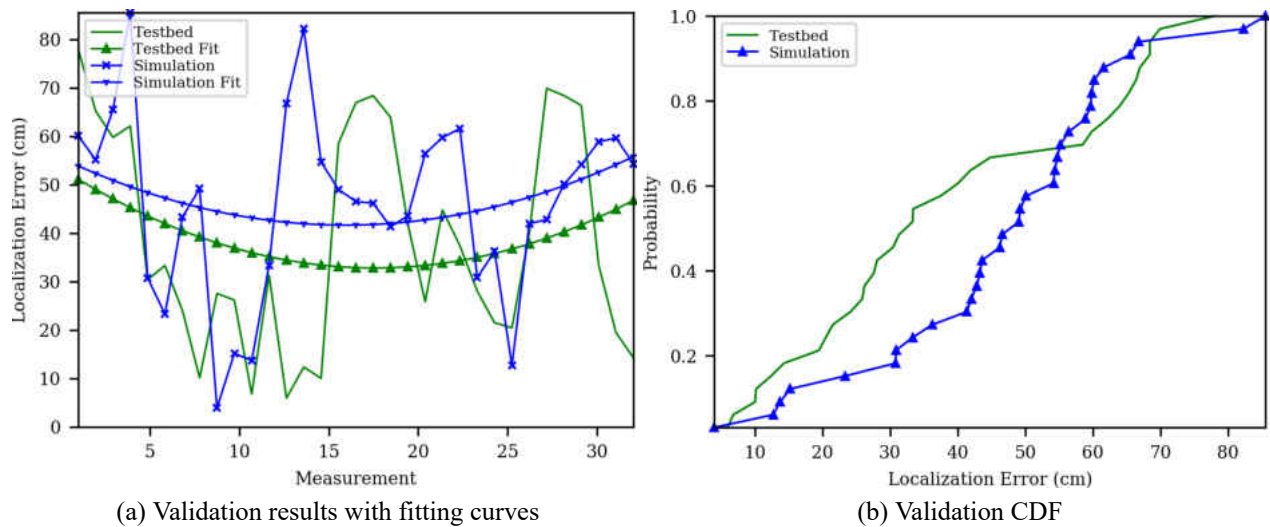 Localization Error (cm)
80
70
60
50
40
30
20
10
0
Testbed
Testbed Fit
Simulation
Simulation Fit
5
10
15
20
25
30
Measurement
(a) Validation results with fitting curves
Probability
1.0
0.8
0.6
0.4
0.2
Testbed
Simulation
10
20
30
40
50
60
70
80
Localization Error (cm)
(b) Validation CDF